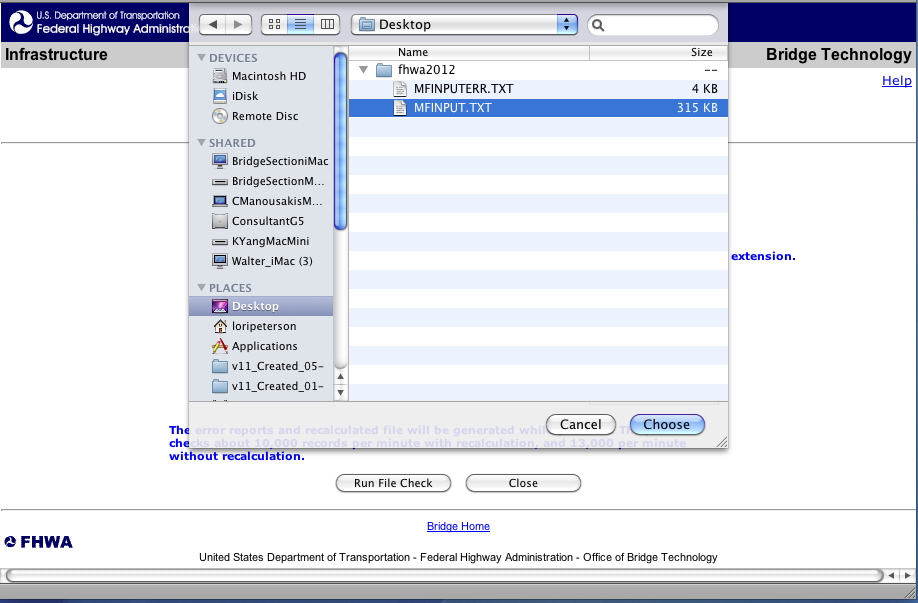 U.S. Department of Transportation
Federal Highway Administra
Infrastructure
Bridge Technology
Help
Desktop
Name
Size
DEVICES
Macintosh HD
iDisk
Remote Disc
SHARED
BridgeSectioniMac
BridgeSectionM...
CManousakisM...
ConsultantG5
KYangMacMini
Walter_iMac (3)
PLACES
Desktop
loripeterson
Applications
v11_Created_05-
v11_Created_01-
fhwa2012
--
MFINPUTERR.TXT
4 KB
MFINPUT.TXT
315 KB
extension.
Cancel
Choose
The error reports and recalculated file will be generated whil
checks about 10,000 records per minute with recalculation, and 13,000 per minute
without recalculation.
Run File Check
Close
Bridge Home
FHWA
United States Department of Transportation - Federal Highway Administration - Office of Bridge Technology